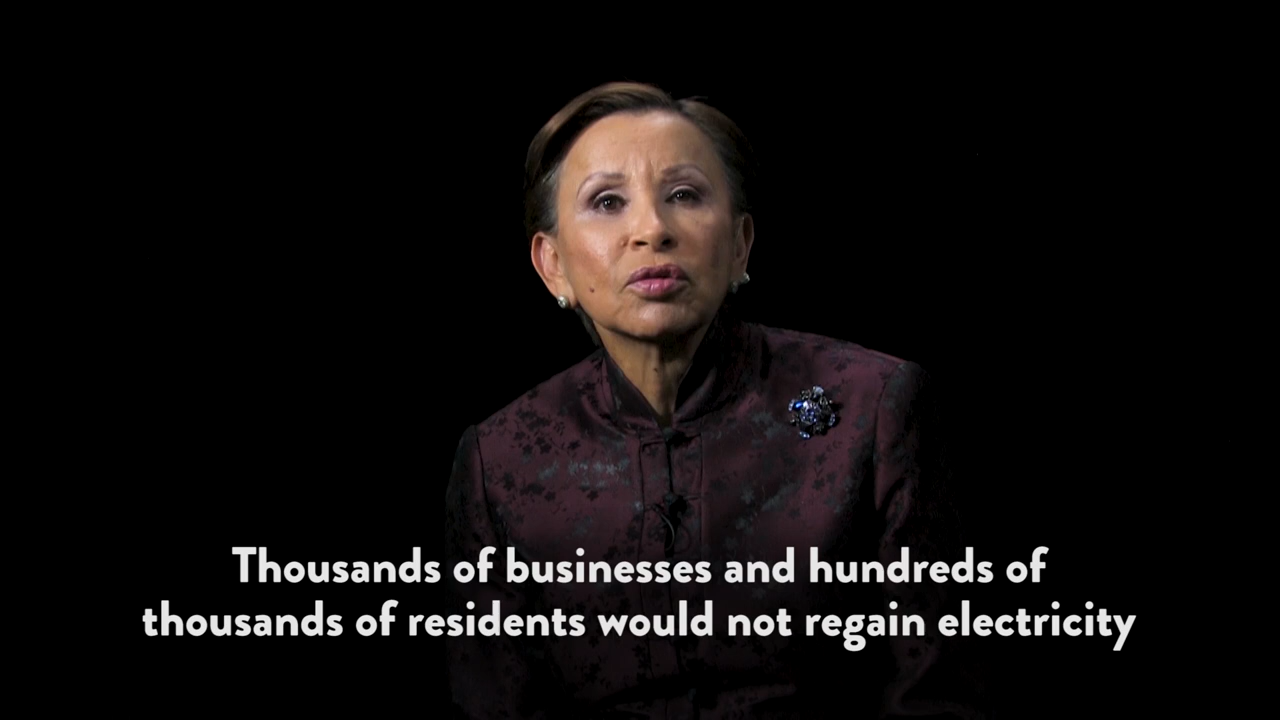 Thousands of businesses and hundreds of
thousands of residents would not regain electricity